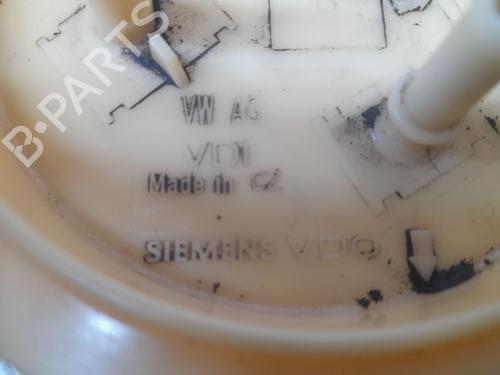 B-PARTS
VW AG
VDI
Made in CZ
SIEMENS VDO